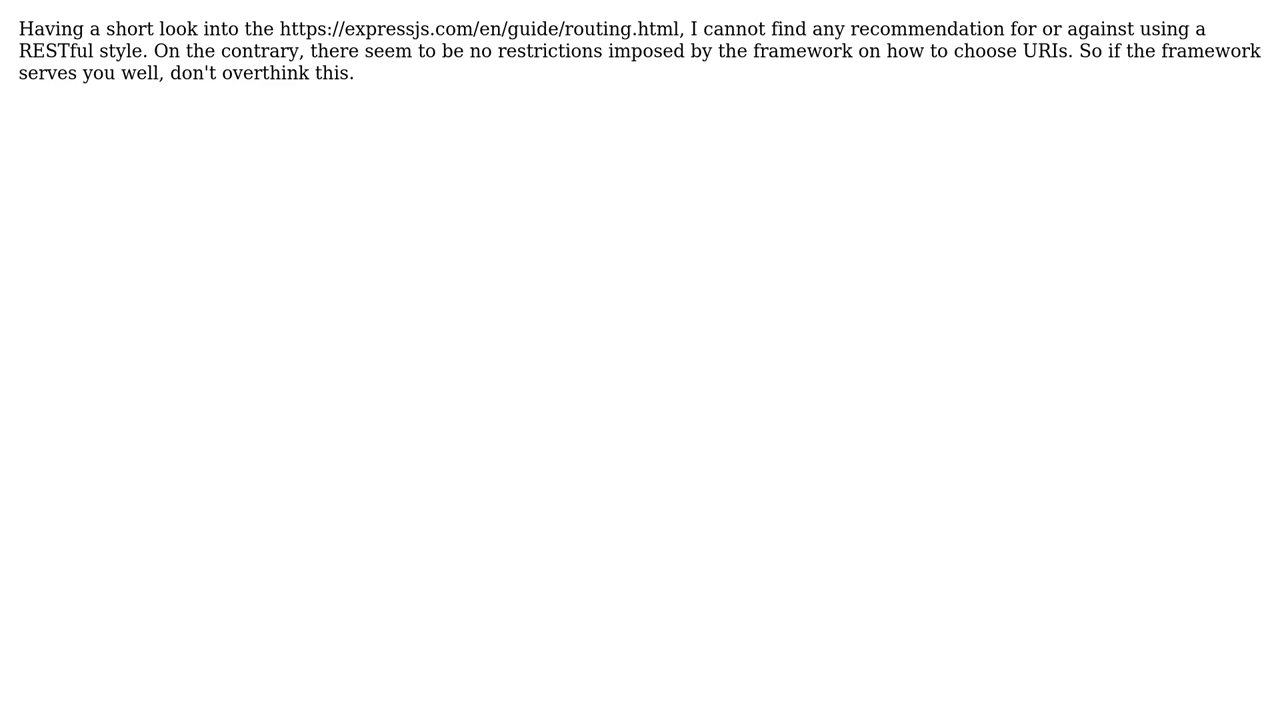 Having a short look into the https://expressjs.com/en/guide/routing.html, I cannot find any recommendation for or against using a
RESTful style. On the contrary, there seem to be no restrictions imposed by the framework on how to choose URIs. So if the framework
serves you well, don't overthink this.